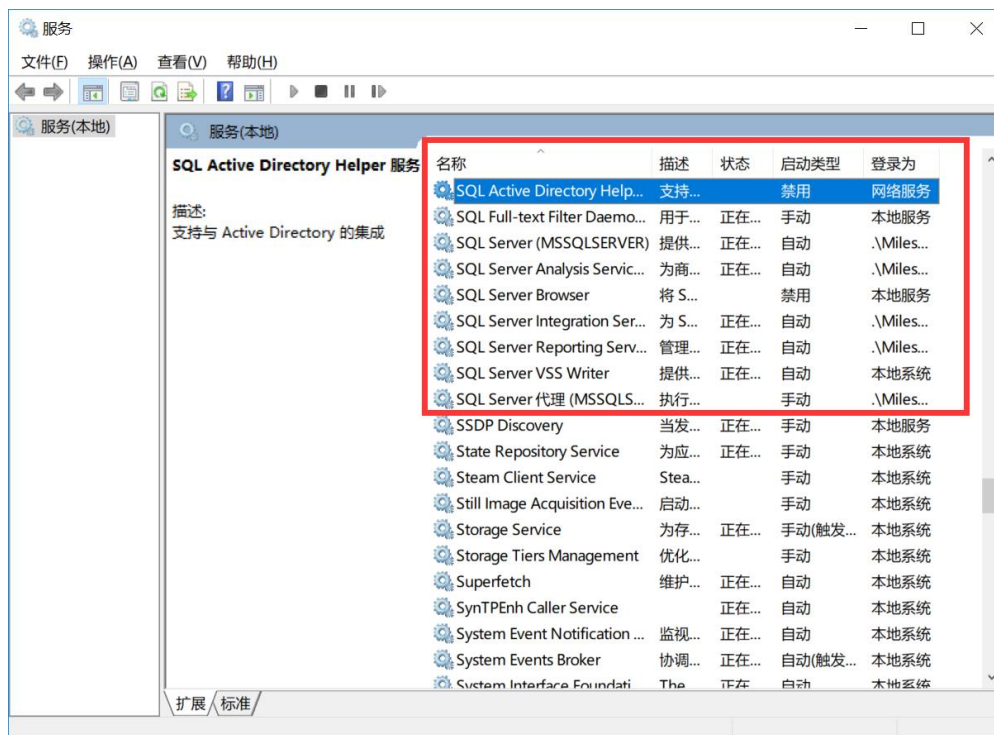 服务
文件(F) 操作(A) 查看(V) 帮助(H)
服务(本地)
服务(本地)
SQL Active Directory Helper 服务
描述:
支持与 Active Directory 的集成
名称 描述 状态 启动类型 登录为
SQL Active Directory Help... 支持... 禁用 网络服务
SQL Full-text Filter Daemo... 用于... 正在... 手动 本地服务
SQL Server (MSSQLSERVER) 提供... 正在... 自动 .\Miles...
SQL Server Analysis Servic... 为商... 正在... 自动 .\Miles...
SQL Server Browser 将 S... 禁用 本地服务
SQL Server Integration Ser... 为 S... 正在... 自动 .\Miles...
SQL Server Reporting Serv... 管理... 正在... 自动 .\Miles...
SQL Server VSS Writer 提供... 正在... 自动 本地系统
SQL Server 代理 (MSSQLS... 执行... 手动 .\Miles...
SSDP Discovery 当发... 正在... 手动 本地服务
State Repository Service 为应... 正在... 手动 本地系统
Steam Client Service Stea... 手动 本地系统
Still Image Acquisition Eve... 启动... 手动 本地系统
Storage Service 为存... 正在... 手动(触发... 本地系统
Storage Tiers Management 优化... 手动 本地系统
Superfetch 维护... 正在... 自动 本地系统
SynTPEnh Caller Service 正在... 自动 本地系统
System Event Notification ... 监视... 正在... 自动 本地系统
System Events Broker 协调... 正在... 自动(触发... 本地系统
System Interface Foundati... The... 正在... 自动 本地系统
扩展 标准